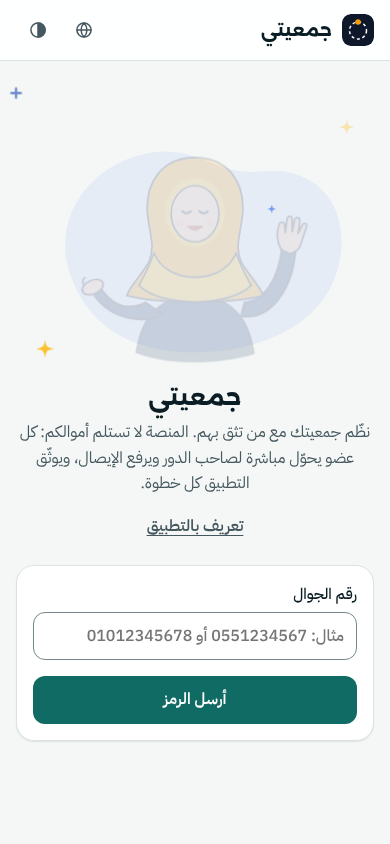 جمعيتي
جمعيتي
نظّم جمعيتك مع من تثق بهم. المنصة لا تستلم أموالكم: كل
عضو يحوّل مباشرة لصاحب الدور ويرفع الإيصال، ويوثّق
التطبيق كل خطوة.
تعريف بالتطبيق
رقم الجوال
مثال: 0551234567 أو 01012345678
أرسل الرمز